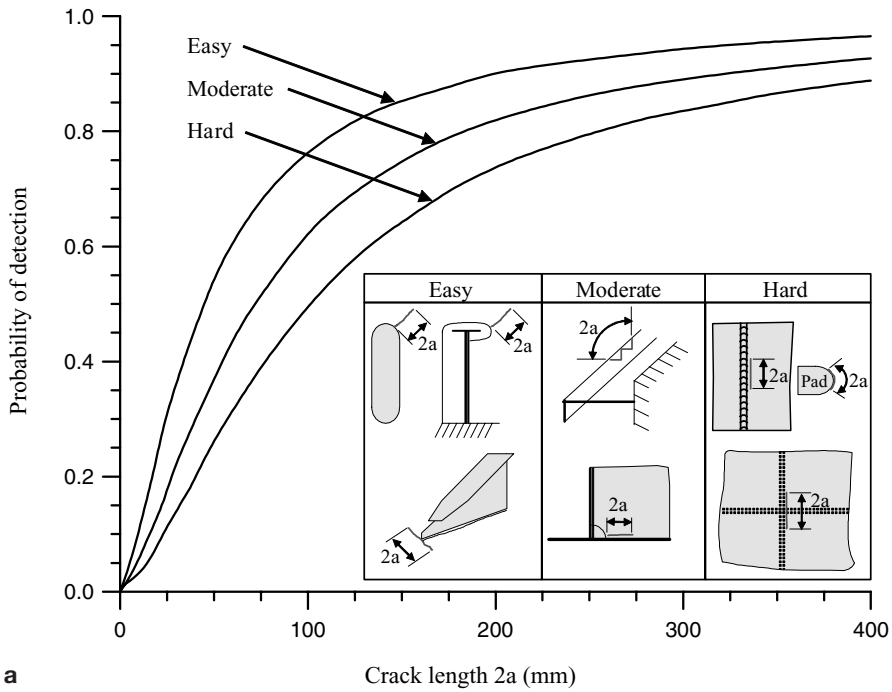 1.0
0.8
0.6
0.4
0.2
0.0
Probability of detection
Easy
Moderate
Hard
Easy Moderate Hard
2a
2a
2a
2a
2a
Pad
2a
2a
2a
0 100 200 300 400
a
Crack length 2a (mm)